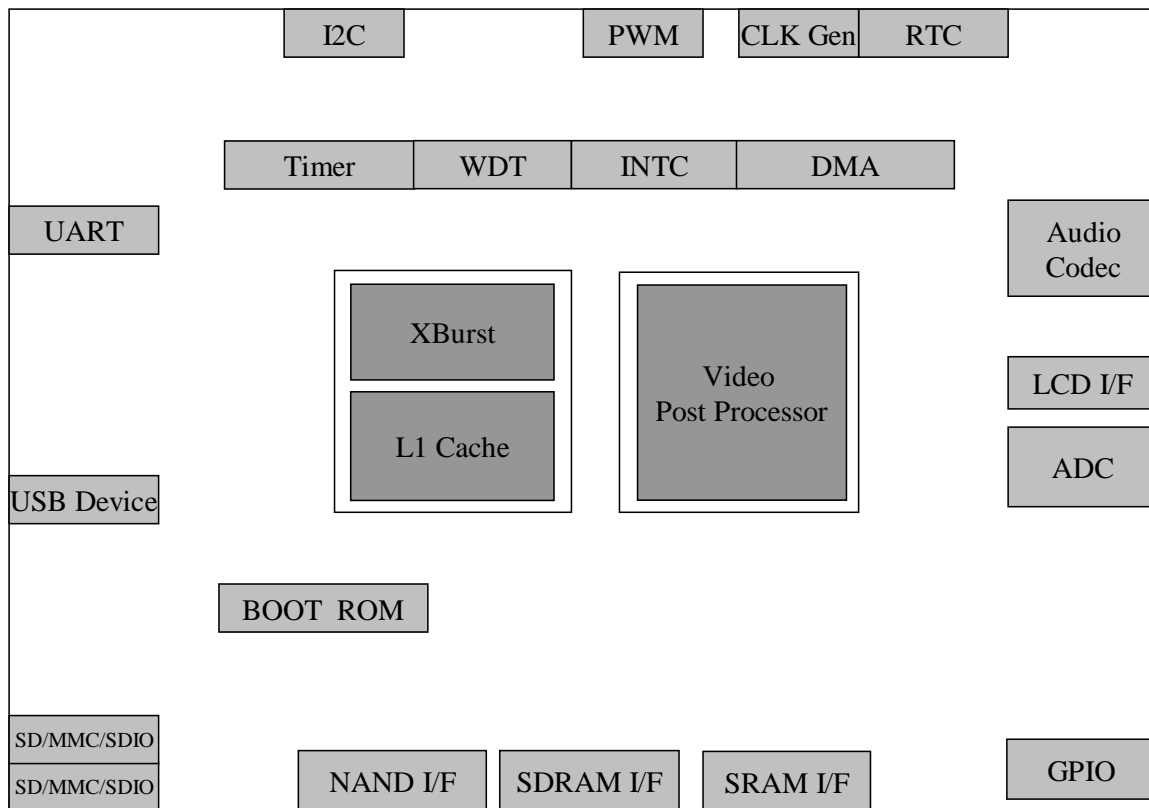 I2C
PWM
CLK Gen
RTC
Timer
WDT
INTC
DMA
UART
Audio
Codec
XBurst
Video
Post Processor
LCD I/F
L1 Cache
ADC
USB Device
BOOT ROM
SD/MMC/SDIO
SD/MMC/SDIO
NAND I/F
SDRAM I/F
SRAM I/F
GPIO